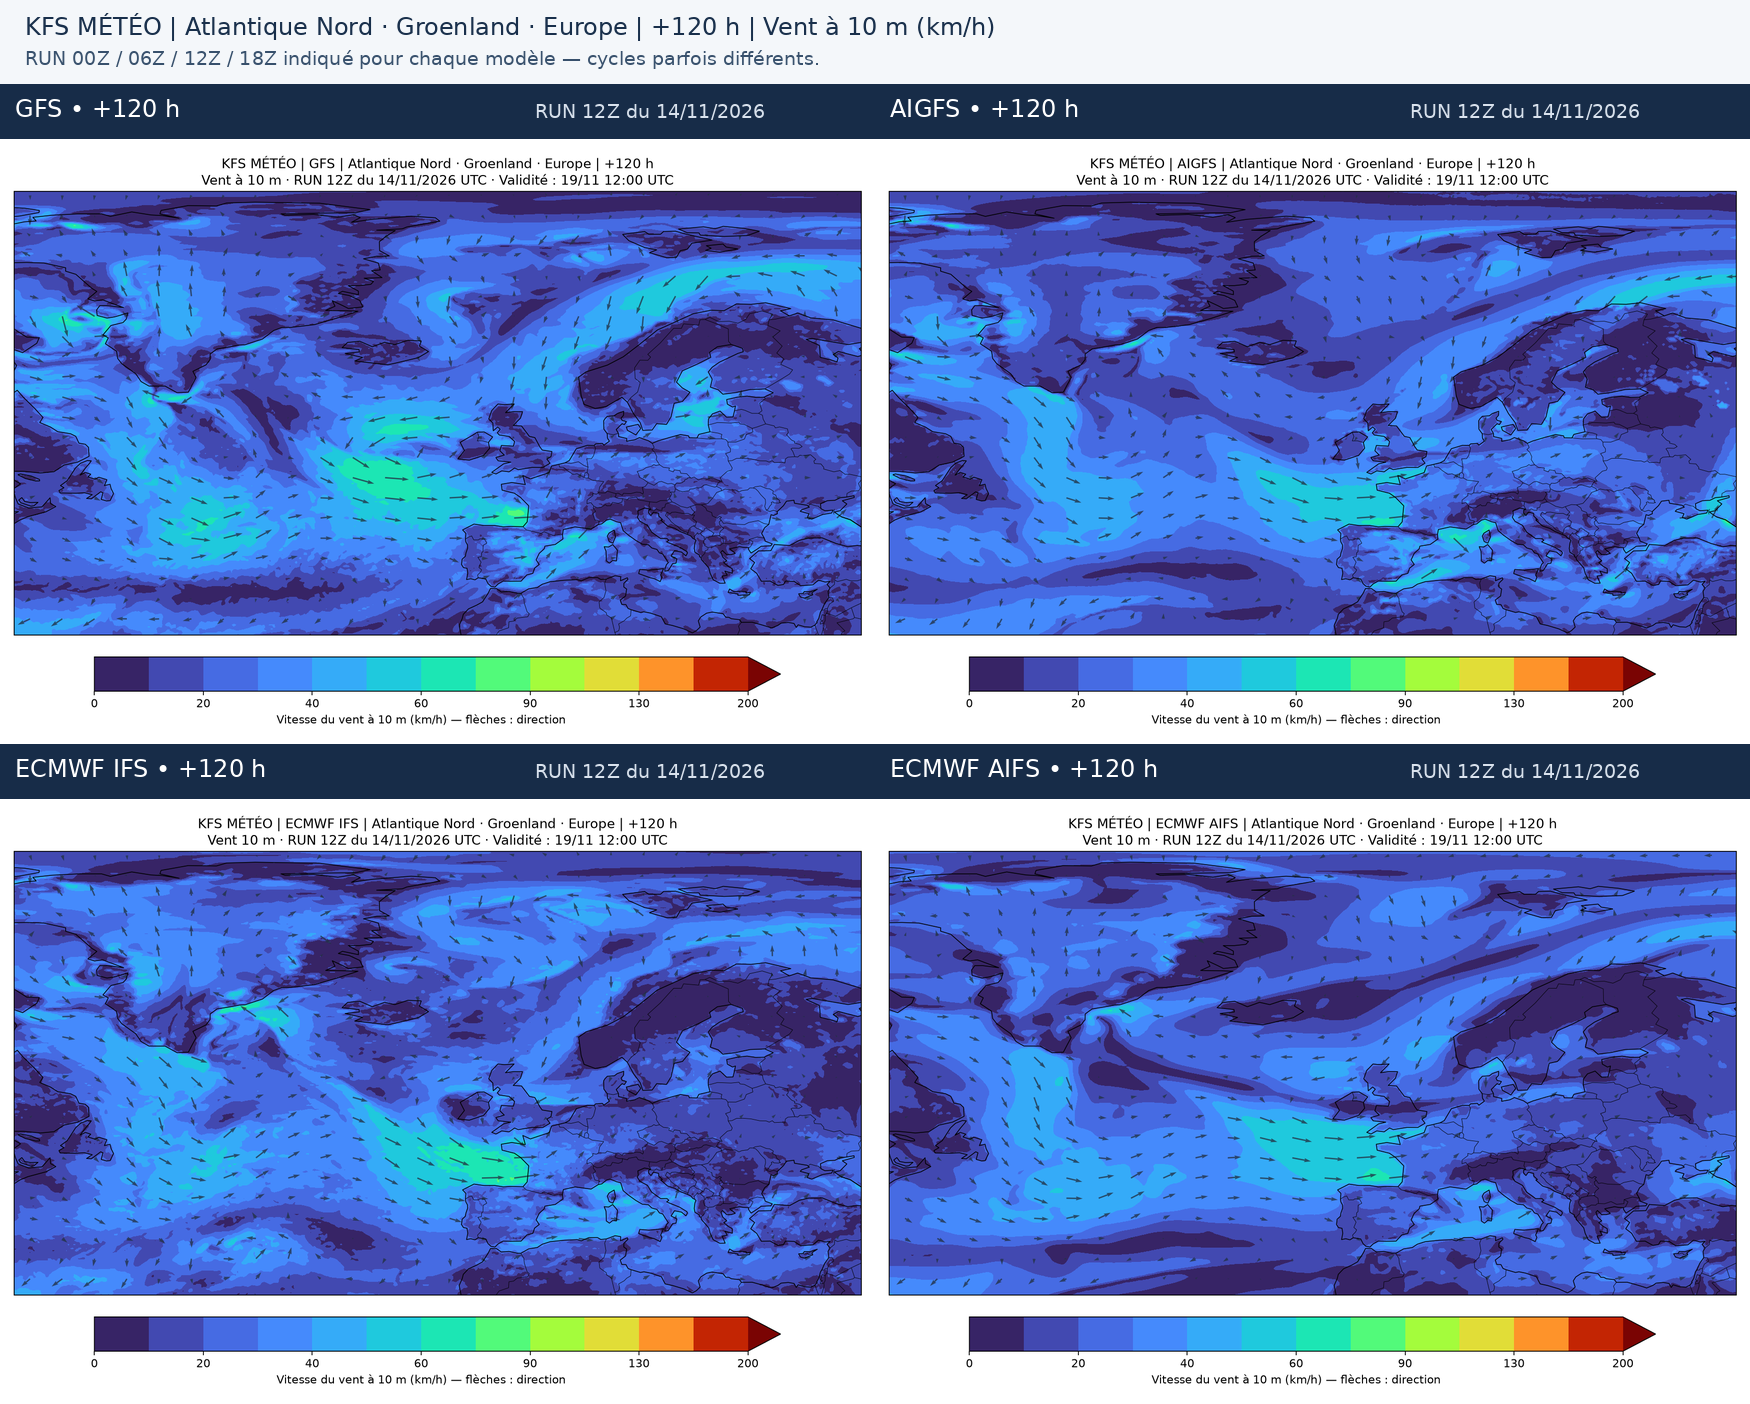 KFS MÉTÉO | Atlantique Nord · Groenland · Europe | +120 h | Vent à 10 m (km/h)
RUN 00Z / 06Z / 12Z / 18Z indiqué pour chaque modèle — cycles parfois différents.
GFS • +120 h
RUN 12Z du 14/11/2026
AIGFS • +120 h
RUN 12Z du 14/11/2026
KFS MÉTÉO | GFS | Atlantique Nord · Groenland · Europe | +120 h
Vent à 10 m · RUN 12Z du 14/11/2026 UTC · Validité : 19/11 12:00 UTC
KFS MÉTÉO | AIGFS | Atlantique Nord · Groenland · Europe | +120 h
Vent à 10 m · RUN 12Z du 14/11/2026 UTC · Validité : 19/11 12:00 UTC
0 20 40 60 90 130 200
Vitesse du vent à 10 m (km/h) — flèches : direction
0 20 40 60 90 130 200
Vitesse du vent à 10 m (km/h) — flèches : direction
ECMWF IFS • +120 h
RUN 12Z du 14/11/2026
ECMWF AIFS • +120 h
RUN 12Z du 14/11/2026
KFS MÉTÉO | ECMWF IFS | Atlantique Nord · Groenland · Europe | +120 h
Vent 10 m · RUN 12Z du 14/11/2026 UTC · Validité : 19/11 12:00 UTC
KFS MÉTÉO | ECMWF AIFS | Atlantique Nord · Groenland · Europe | +120 h
Vent 10 m · RUN 12Z du 14/11/2026 UTC · Validité : 19/11 12:00 UTC
0 20 40 60 90 130 200
Vitesse du vent à 10 m (km/h) — flèches : direction
0 20 40 60 90 130 200
Vitesse du vent à 10 m (km/h) — flèches : direction